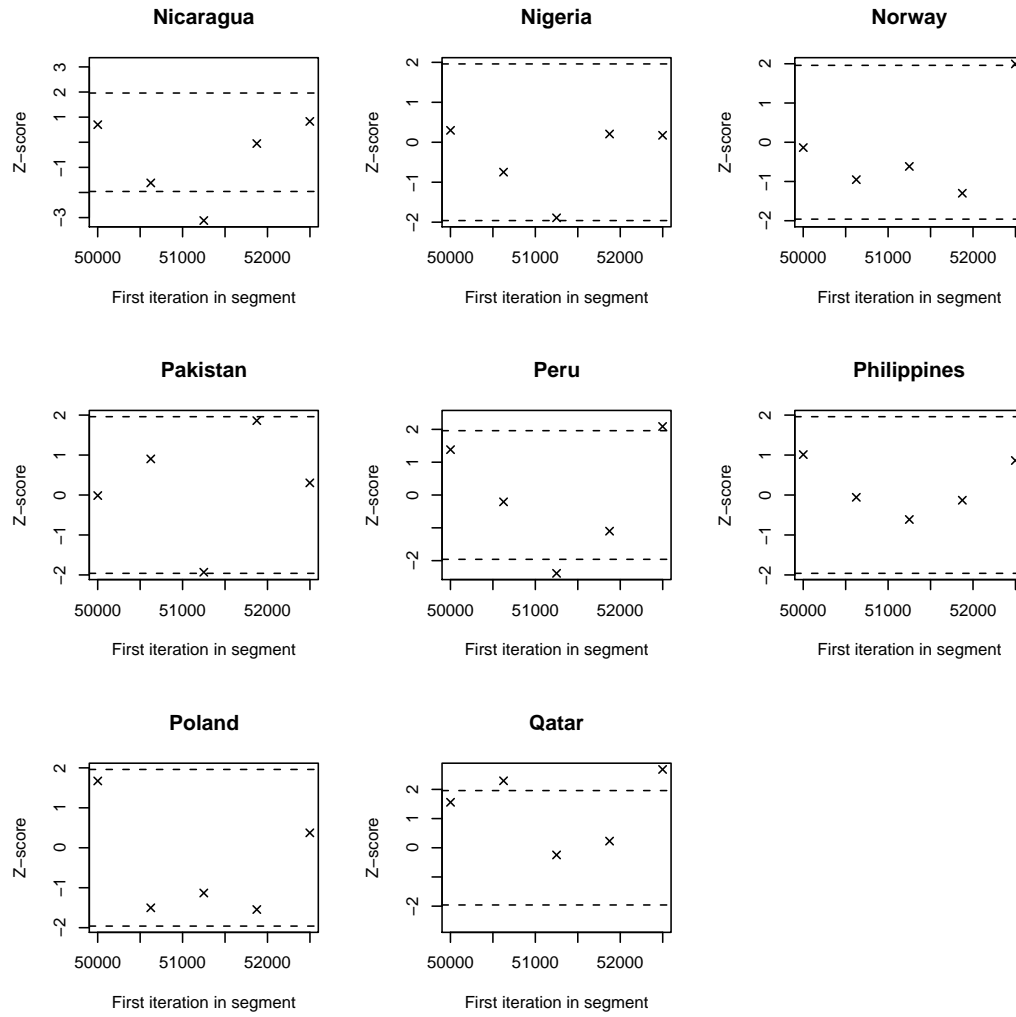 Nicaragua
Z−score
3
2
1
−1
−3
50000
51000
52000
First iteration in segment
Nigeria
Z−score
2
1
0
−1
−2
50000
51000
52000
First iteration in segment
Norway
Z−score
2
1
0
−1
−2
50000
51000
52000
First iteration in segment
Pakistan
Z−score
2
1
0
−1
−2
50000
51000
52000
First iteration in segment
Peru
Z−score
2
1
0
−2
50000
51000
52000
First iteration in segment
Philippines
Z−score
2
1
0
−1
−2
50000
51000
52000
First iteration in segment
Poland
Z−score
2
1
0
−1
−2
50000
51000
52000
First iteration in segment
Qatar
Z−score
2
1
0
−2
50000
51000
52000
First iteration in segment